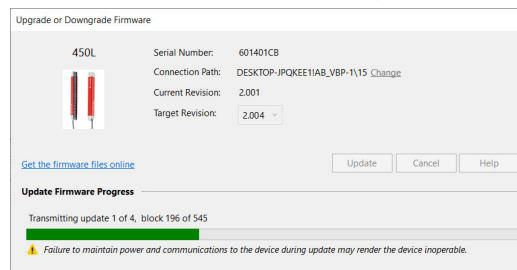 Upgrade or Downgrade Firmware
450L
Serial Number: 601401CB
Connection Path: DESKTOP-JPQKEE1!AB_VBP-1\15 Change
Current Revision: 2.001
Target Revision: 2.004
Get the firmware files online
Update Cancel Help
Update Firmware Progress
Transmitting update 1 of 4, block 196 of 545
Failure to maintain power and communications to the device during update may render the device inoperable.